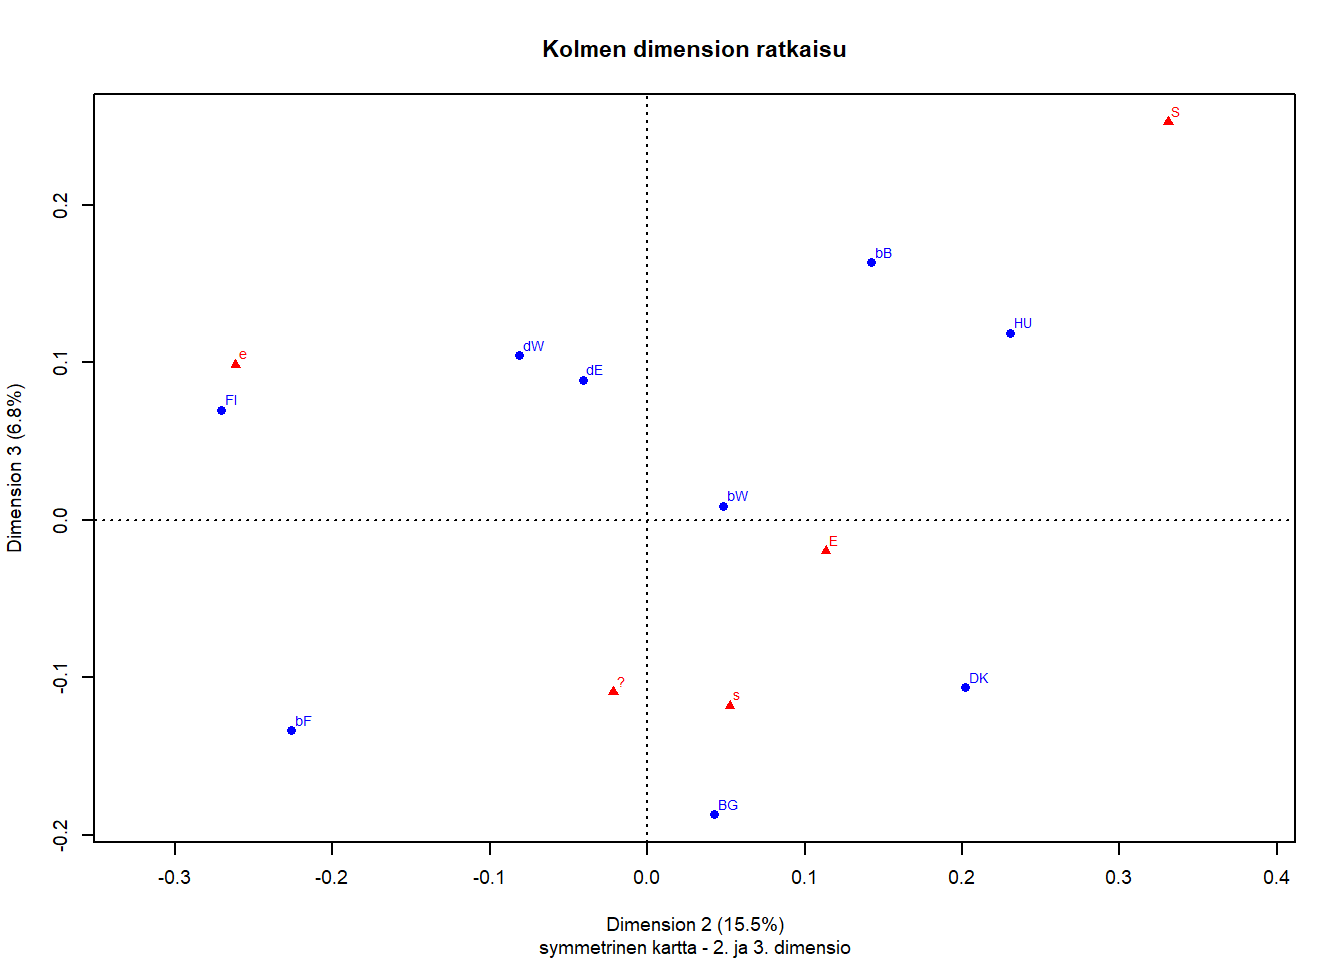 Kolmen dimension ratkaisu
S
bB
HU
dW
e
dE
FI
bW
E
DK
?
s
bF
BG
0.2
0.1
0.0
-0.1
-0.2
Dimension 3 (6.8%)
-0.3 -0.2 -0.1 0.0 0.1 0.2 0.3 0.4
Dimension 2 (15.5%)
symmetrinen kartta - 2. ja 3. dimensio